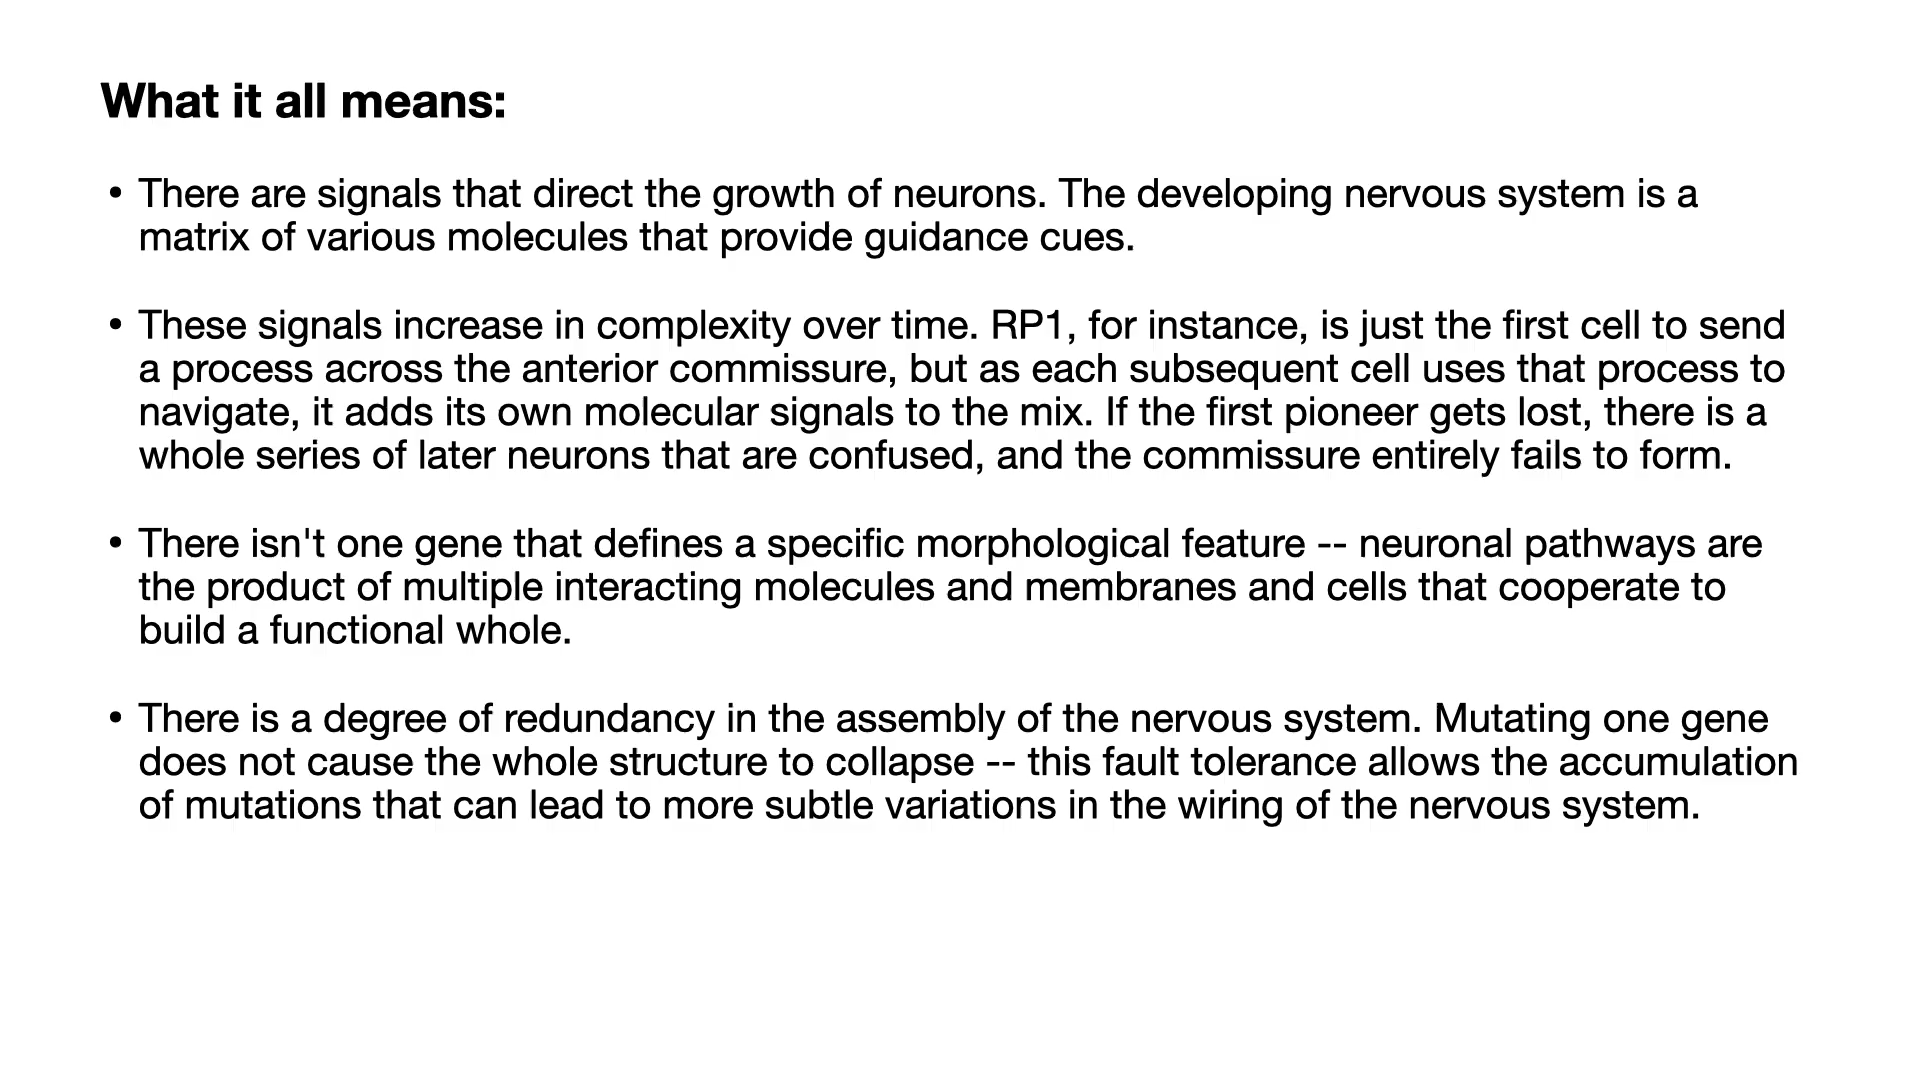 What it all means:
• There are signals that direct the growth of neurons. The developing nervous system is a
matrix of various molecules that provide guidance cues.
• These signals increase in complexity over time. RP1, for instance, is just the first cell to send
a process across the anterior commissure, but as each subsequent cell uses that process to
navigate, it adds its own molecular signals to the mix. If the first pioneer gets lost, there is a
whole series of later neurons that are confused, and the commissure entirely fails to form.
• There isn't one gene that defines a specific morphological feature -- neuronal pathways are
the product of multiple interacting molecules and membranes and cells that cooperate to
build a functional whole.
• There is a degree of redundancy in the assembly of the nervous system. Mutating one gene
does not cause the whole structure to collapse -- this fault tolerance allows the accumulation
of mutations that can lead to more subtle variations in the wiring of the nervous system.